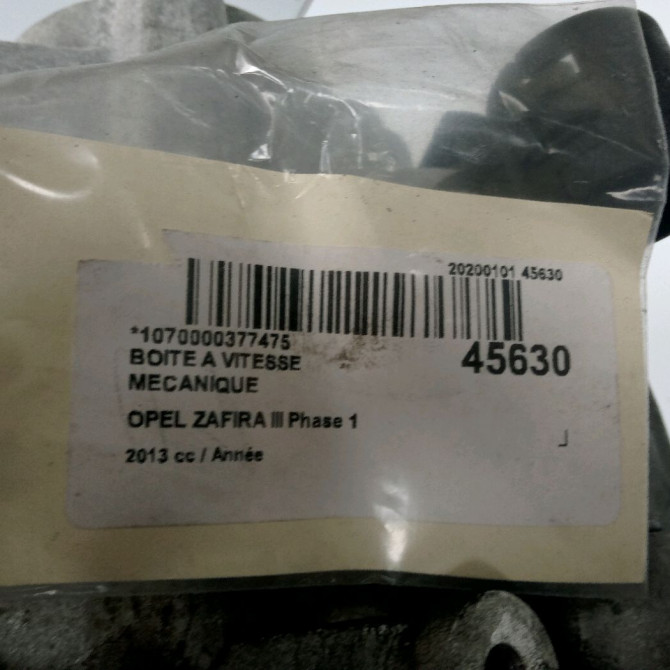 20200101 45630
*1070000377475
45630
BOITE A VITESSE
MECANIQUE
OPEL ZAFIRA III Phase 1
2013 cc / Année